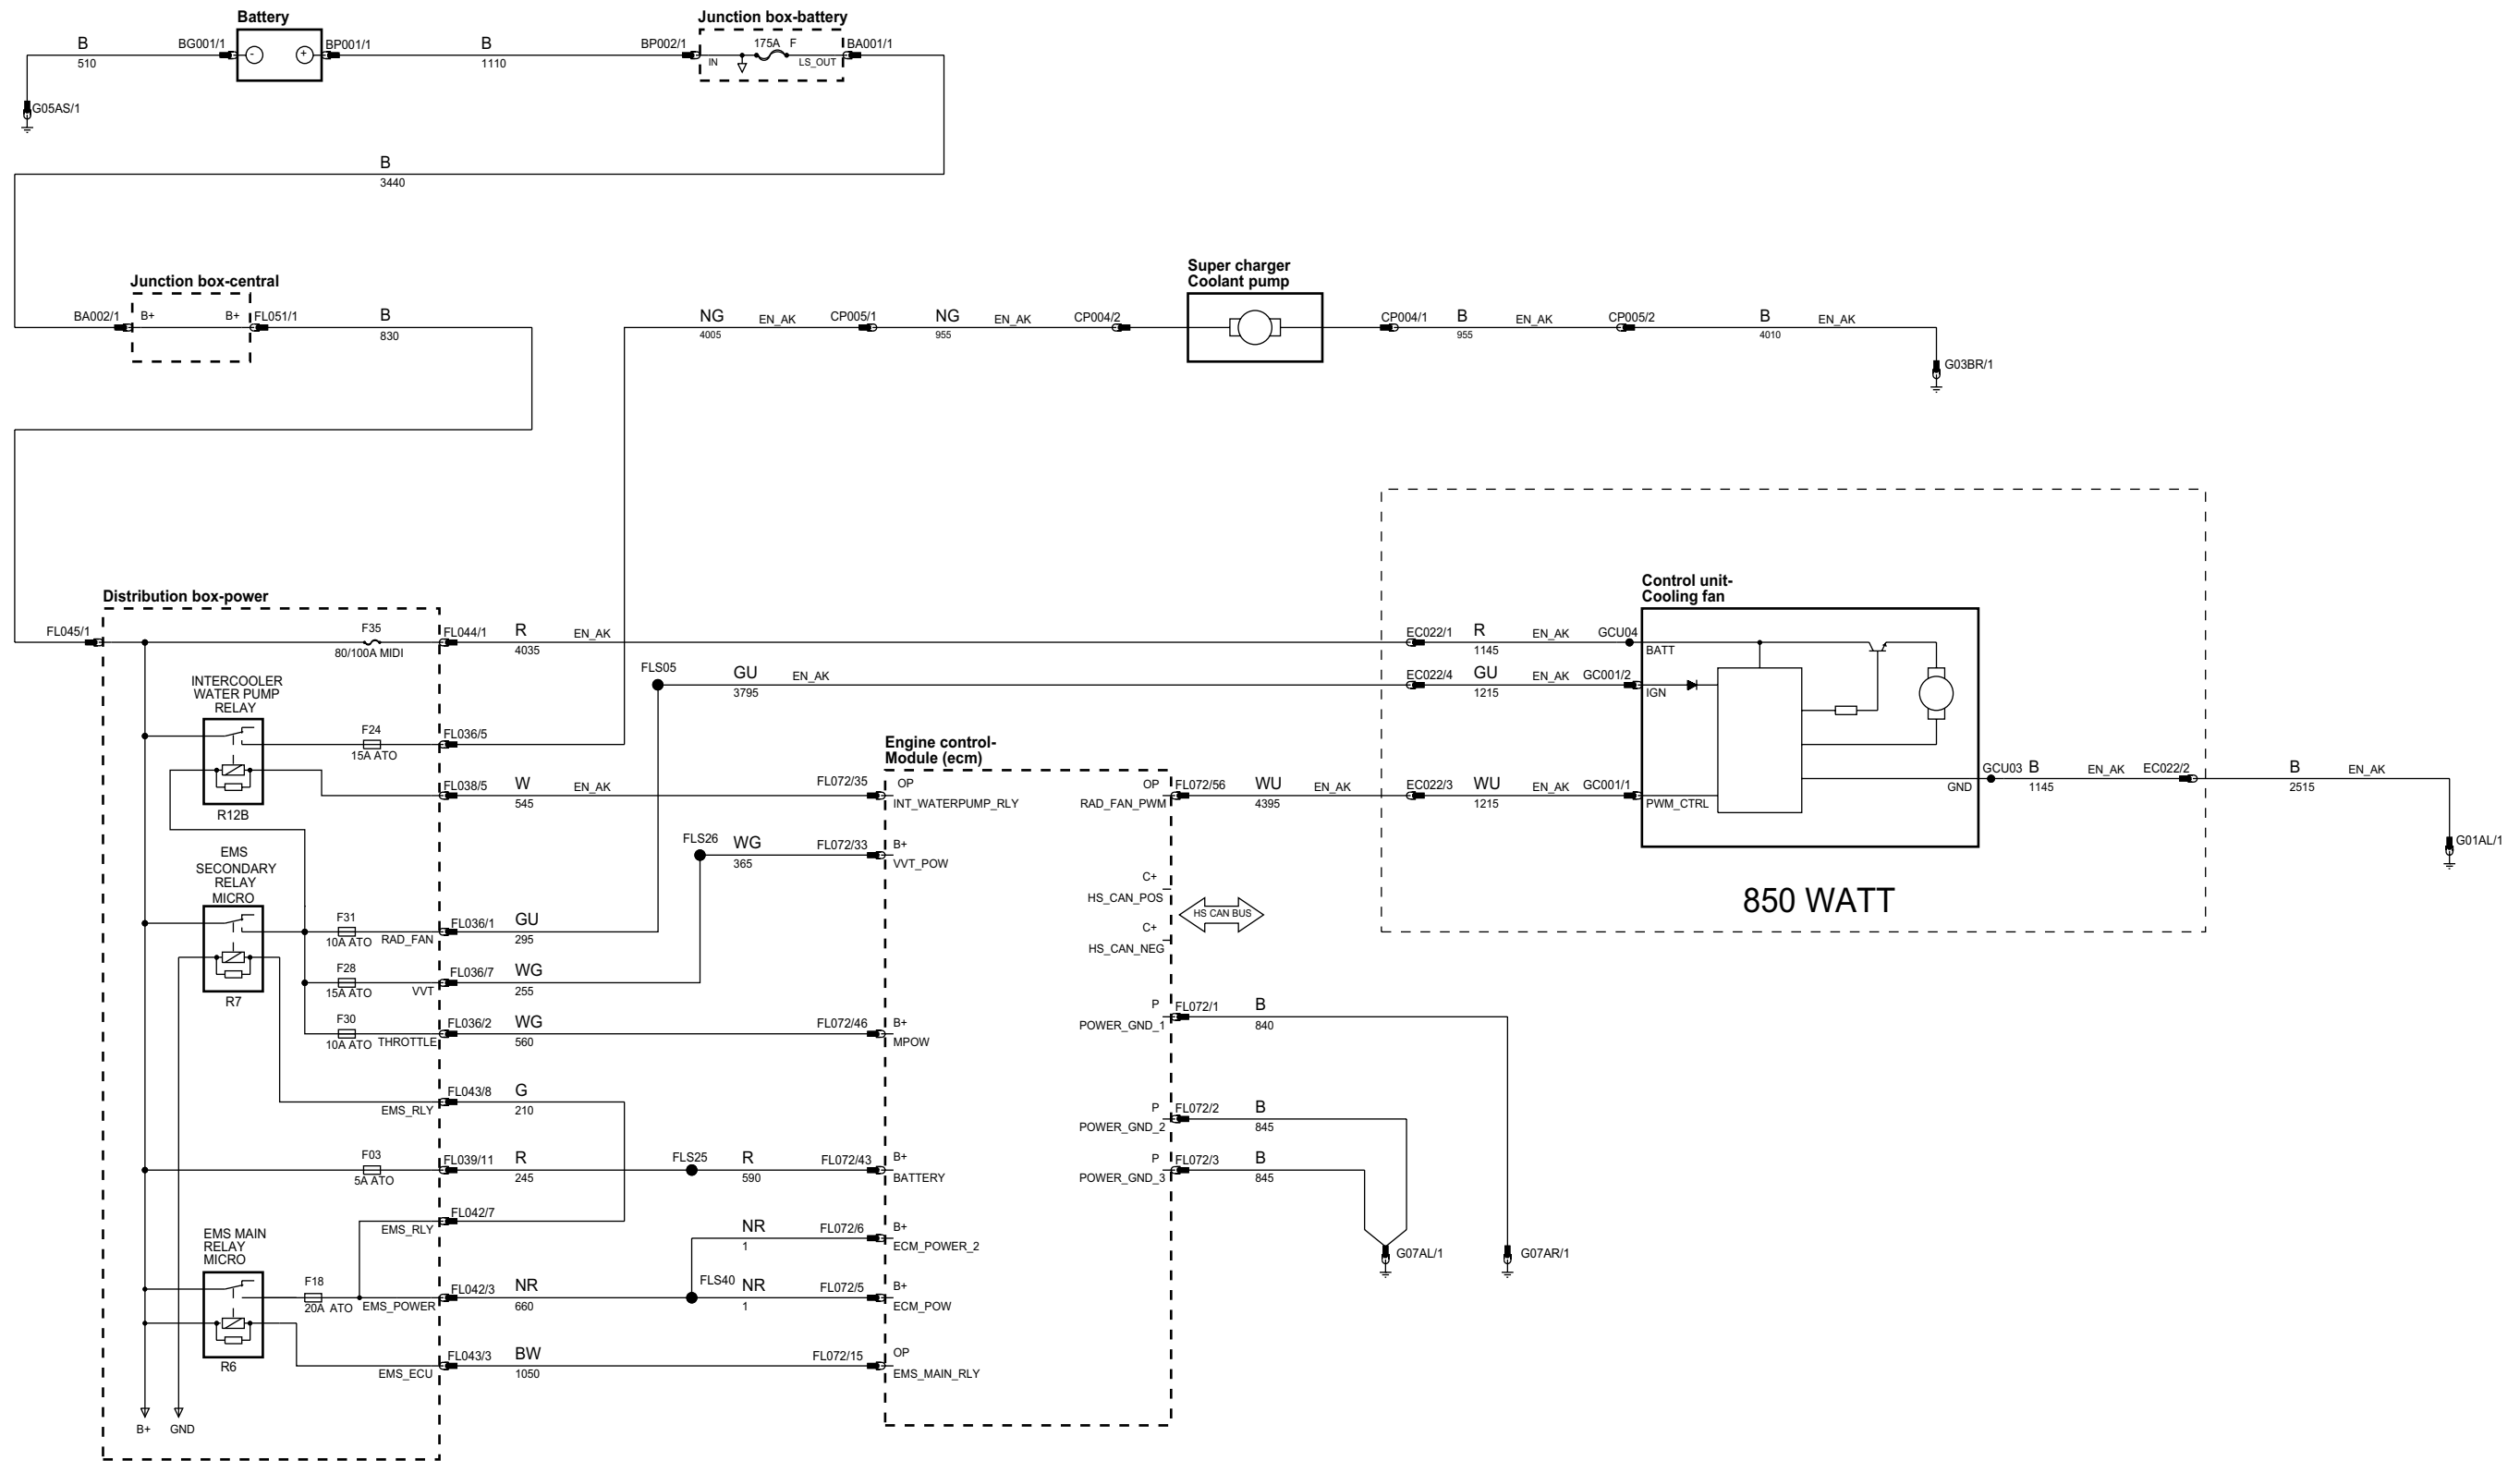 Battery
Junction box-battery
B
510
BG001/1
-
+
BP001/1
B
1110
BP002/1
175A F
IN
LS_OUT
BA001/1
G05AS/1
B
3440
Junction box-central
BA002/1
B+
B+
FL051/1
B
830
Super charger
Coolant pump
NG
4005
EN_AK
CP005/1
NG
955
EN_AK
CP004/2
CP004/1
B
955
EN_AK
CP005/2
B
4010
EN_AK
G03BR/1
Distribution box-power
Control unit-
Cooling fan
FL045/1
F35
80/100A MIDI
FL044/1
R
4035
EN_AK
EC022/1
R
1145
EN_AK
GCU04
BATT
FLS05
GU
3795
EN_AK
EC022/4
GU
1215
EN_AK
GC001/2
IGN
INTERCOOLER
WATER PUMP
RELAY
R12B
F24
15A ATO
FL036/5
Engine control-
Module (ecm)
FL038/5
W
545
EN_AK
FL072/35
OP
INT_WATERPUMP_RLY
OP
RAD_FAN_PWM
FL072/56
WU
4395
EN_AK
EC022/3
WU
1215
EN_AK
GC001/1
PWM_CTRL
GND
GCU03
B
1145
EN_AK
EC022/2
B
2515
EN_AK
G01AL/1
850 WATT
FLS26
WG
365
FL072/33
B+
VVT_POW
C+
HS_CAN_POS
HS CAN BUS
C+
HS_CAN_NEG
EMS
SECONDARY
RELAY
MICRO
R7
F31
10A ATO
RAD_FAN
FL036/1
GU
295
F28
15A ATO
VVT
FL036/7
WG
255
F30
10A ATO
THROTTLE
FL036/2
WG
560
FL072/46
B+
MPOW
P
POWER_GND_1
FL072/1
B
840
EMS_RLY
FL043/8
G
210
P
POWER_GND_2
FL072/2
B
845
F03
5A ATO
FL039/11
R
245
FLS25
R
590
FL072/43
B+
BATTERY
P
POWER_GND_3
FL072/3
B
845
EMS_RLY
FL042/7
NR
1
FL072/6
B+
ECM_POWER_2
G07AL/1
G07AR/1
EMS MAIN
RELAY
MICRO
R6
F18
20A ATO
EMS_POWER
FL042/3
NR
660
FLS40
NR
1
FL072/5
B+
ECM_POW
EMS_ECU
FL043/3
BW
1050
FL072/15
OP
EMS_MAIN_RLY
B+
GND